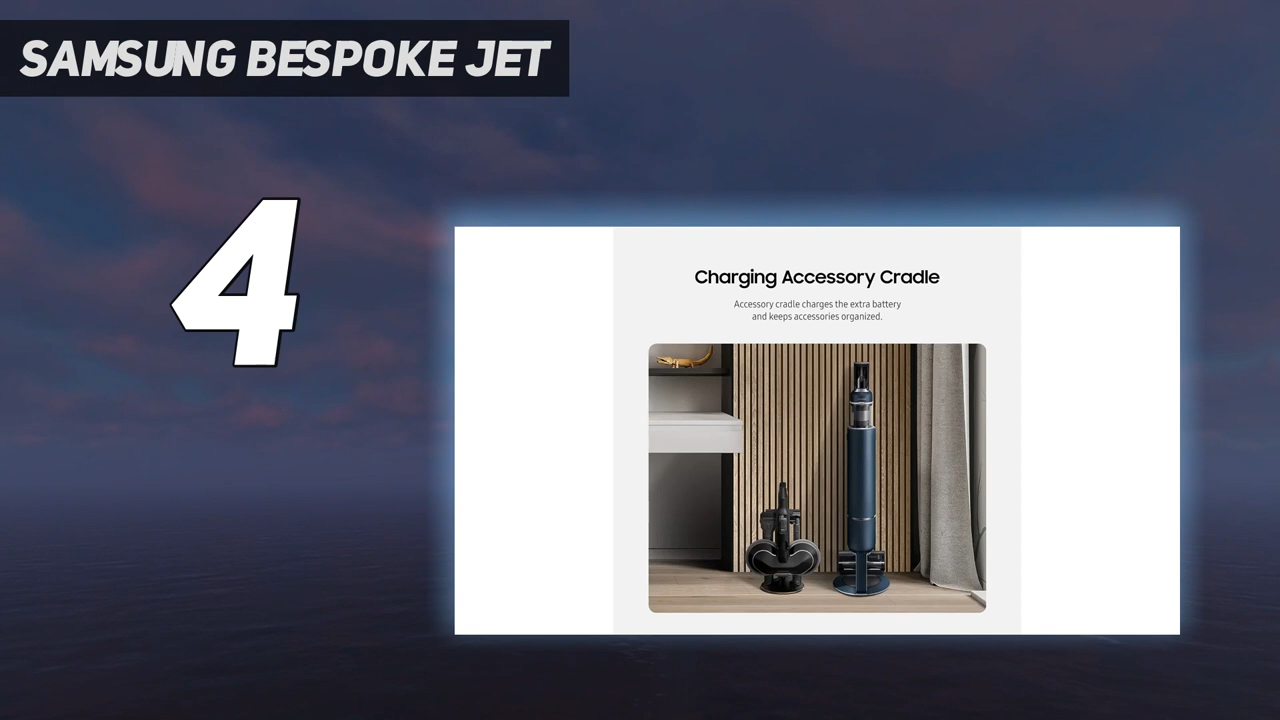 SAMSUNG BESPOKE JET
4
Charging Accessory Cradle
Accessory cradle charges the extra battery
and keeps accessories organized.